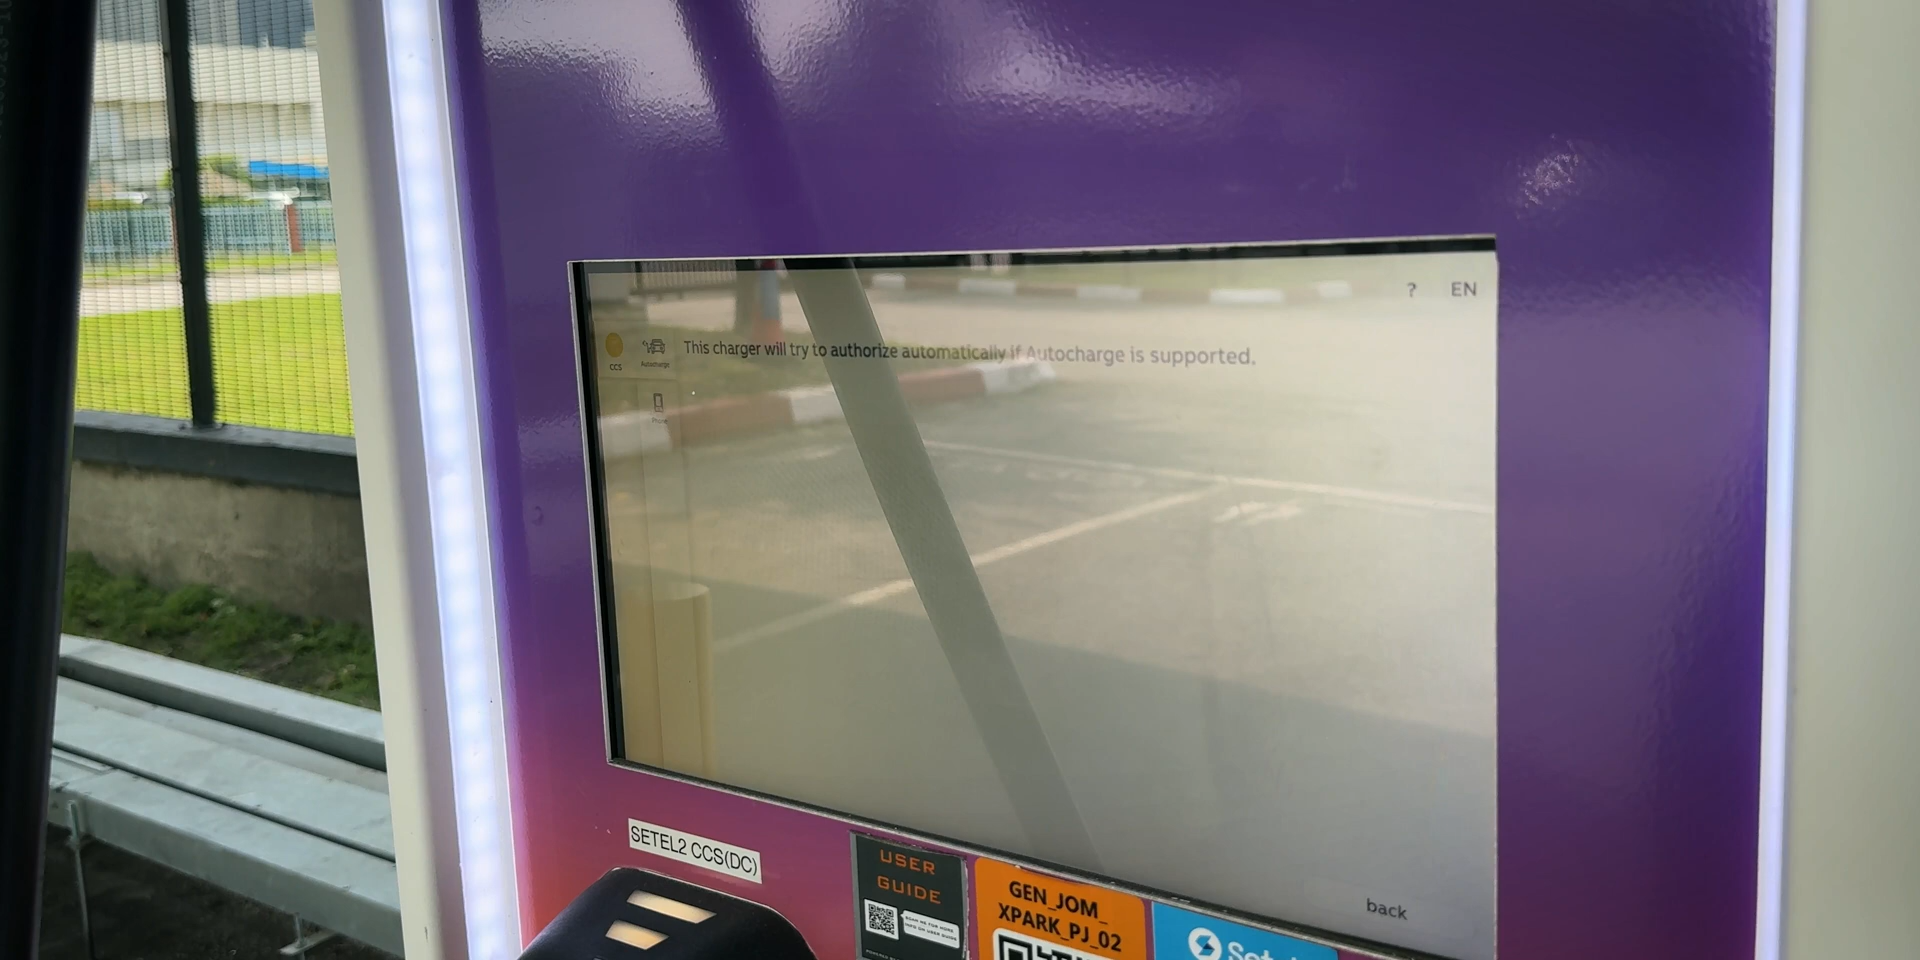 ? EN
CCS
Autocharge
This charger will try to authorize automatically if Autocharge is supported.
Phone
back
SETEL2 CCS(DC)
USER
GUIDE
GEN_JOM_
XPARK_PJ_02